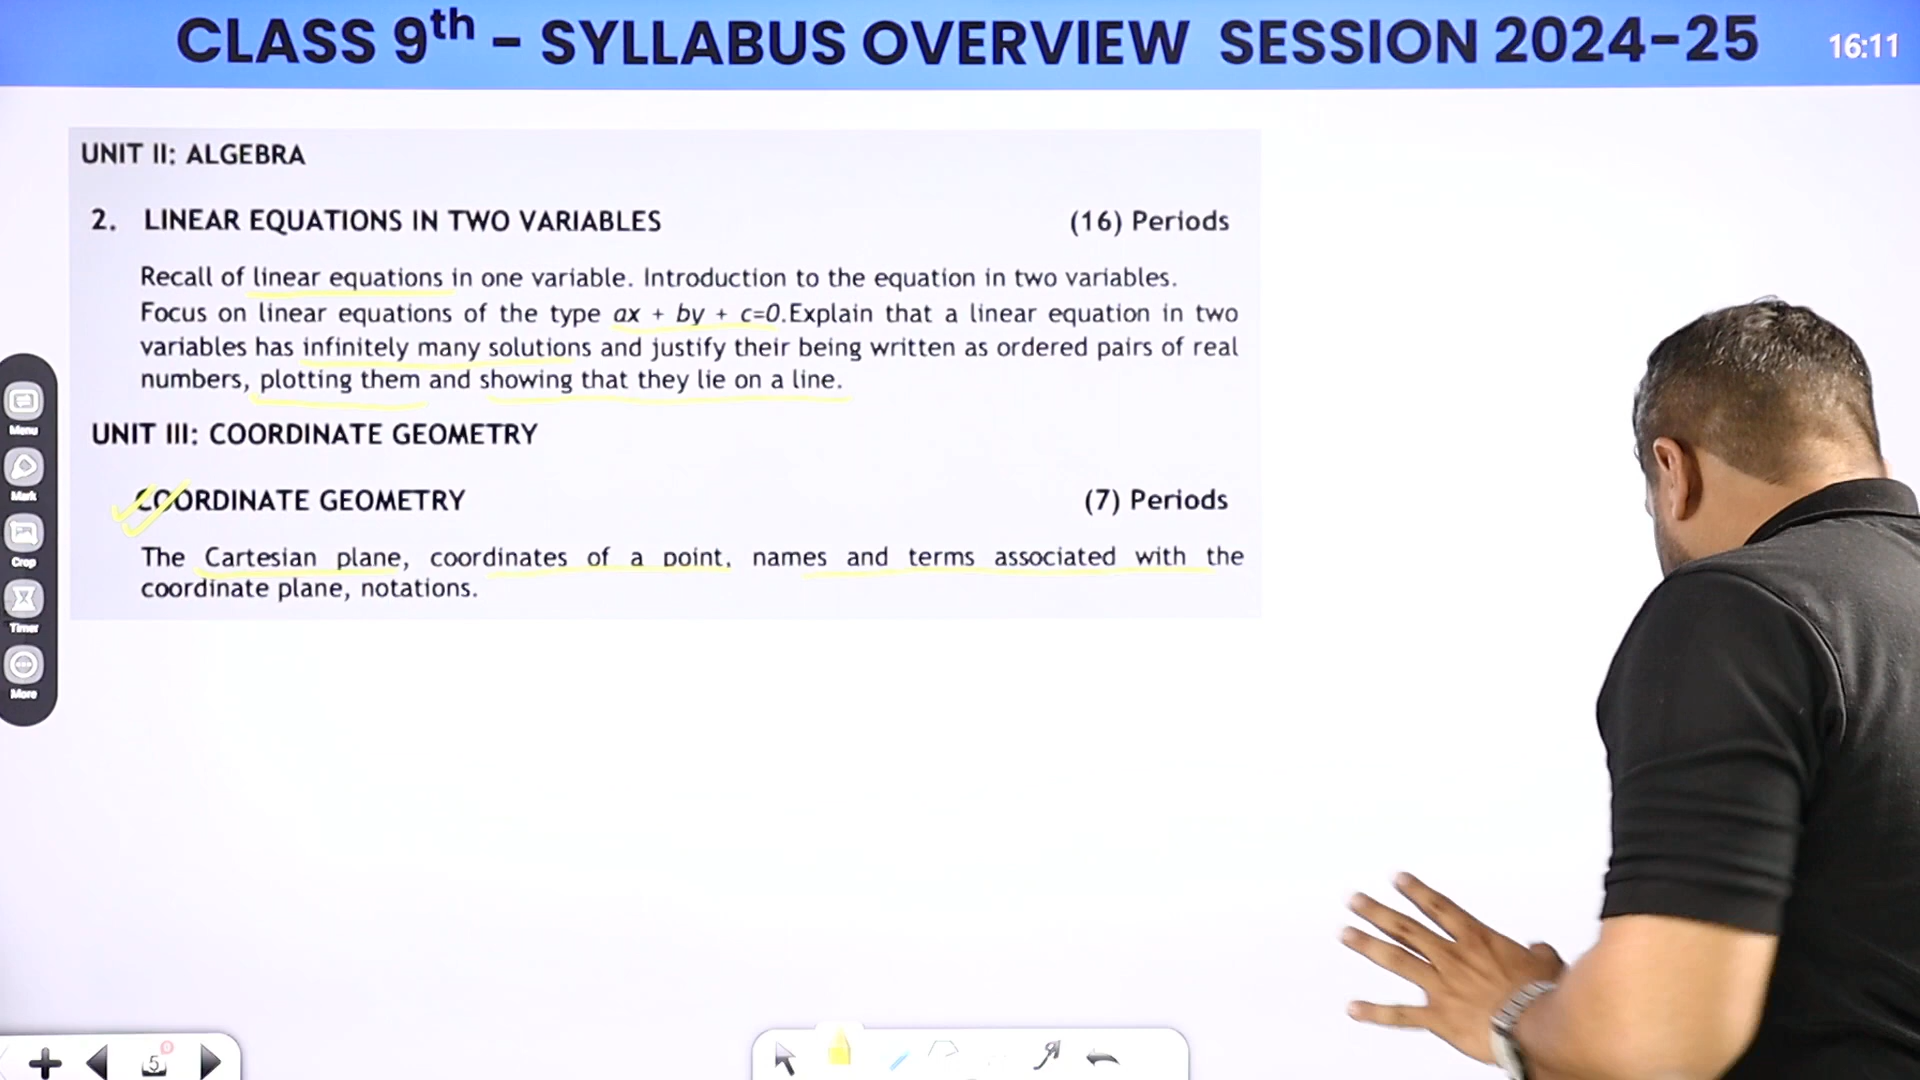 CLASS 9th - SYLLABUS OVERVIEW SESSION 2024-25
16:11
UNIT II: ALGEBRA
2. LINEAR EQUATIONS IN TWO VARIABLES (16) Periods
Recall of linear equations in one variable. Introduction to the equation in two variables.
Focus on linear equations of the type ax + by + c=0.Explain that a linear equation in two
variables has infinitely many solutions and justify their being written as ordered pairs of real
numbers, plotting them and showing that they lie on a line.
UNIT III: COORDINATE GEOMETRY
COORDINATE GEOMETRY (7) Periods
The Cartesian plane, coordinates of a point, names and terms associated with the
coordinate plane, notations.
Menu
Mark
Crop
Timer
More
5